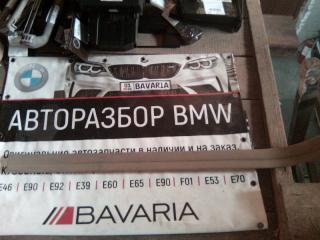 BAVARIA
АВТОРАЗБОР BMW
Оригинальные автозапчасти в наличии и на заказ
E46 | E90 | E92 | E39 | E60 | E65 | E90 | F01 | E53 | E70
BAVARIA